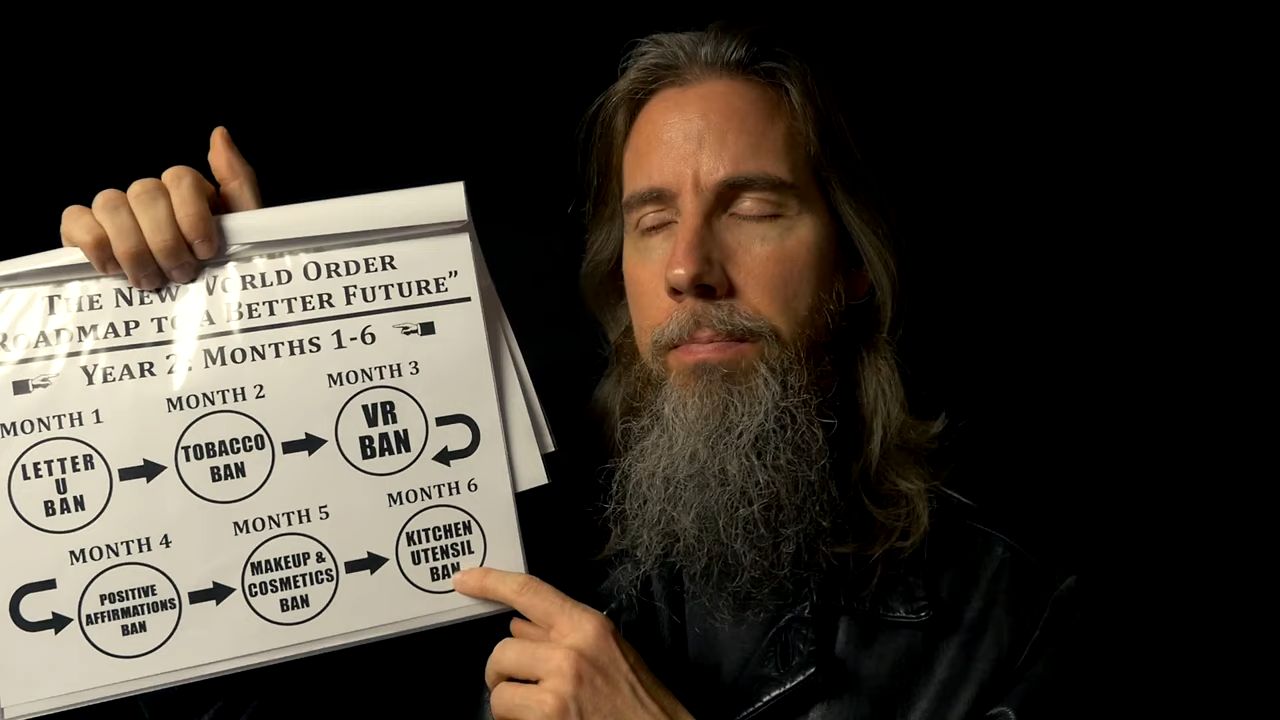 THE NEW WORLD ORDER
ROADMAP TO A BETTER FUTURE”
YEAR 2: MONTHS 1-6
MONTH 1
MONTH 2
MONTH 3
LETTER
U
BAN
TOBACCO
BAN
VR
BAN
MONTH 4
MONTH 5
MONTH 6
POSITIVE
AFFIRMATIONS
BAN
MAKEUP &
COSMETICS
BAN
KITCHEN
UTENSIL
BAN